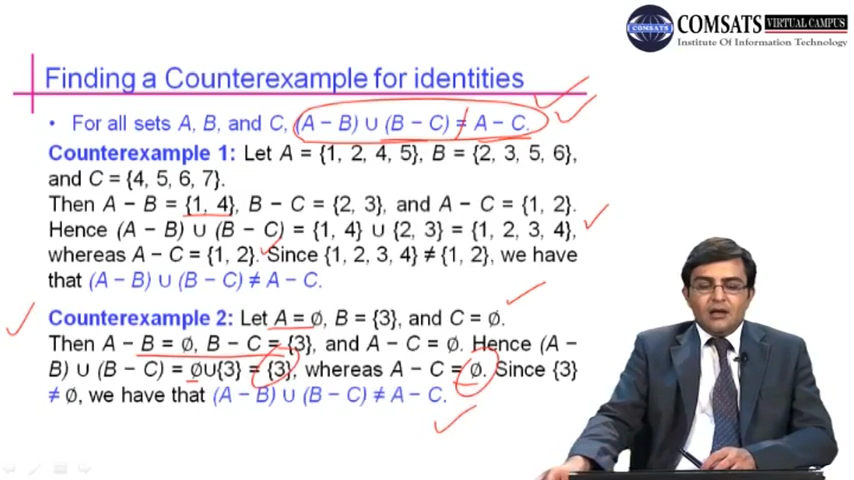 COMSATS VIRTUAL CAMPUS
COMSATS
Institute Of Information Technology
Finding a Counterexample for identities
• For all sets A, B, and C, (A − B) ∪ (B − C) = A − C.
Counterexample 1: Let A = {1, 2, 4, 5}, B = {2, 3, 5, 6},
and C = {4, 5, 6, 7}.
Then A − B = {1, 4}, B − C = {2, 3}, and A − C = {1, 2}.
Hence (A − B) ∪ (B − C) = {1, 4} ∪ {2, 3} = {1, 2, 3, 4},
whereas A − C = {1, 2}. Since {1, 2, 3, 4} ≠ {1, 2}, we have
that (A − B) ∪ (B − C) ≠ A − C.
Counterexample 2: Let A = ø, B = {3}, and C = ø.
Then A − B = ø, B − C = {3}, and A − C = ø. Hence (A −
B) ∪ (B − C) = ø∪{3} = {3}, whereas A − C = ø. Since {3}
≠ ø, we have that (A − B) ∪ (B − C) ≠ A − C.